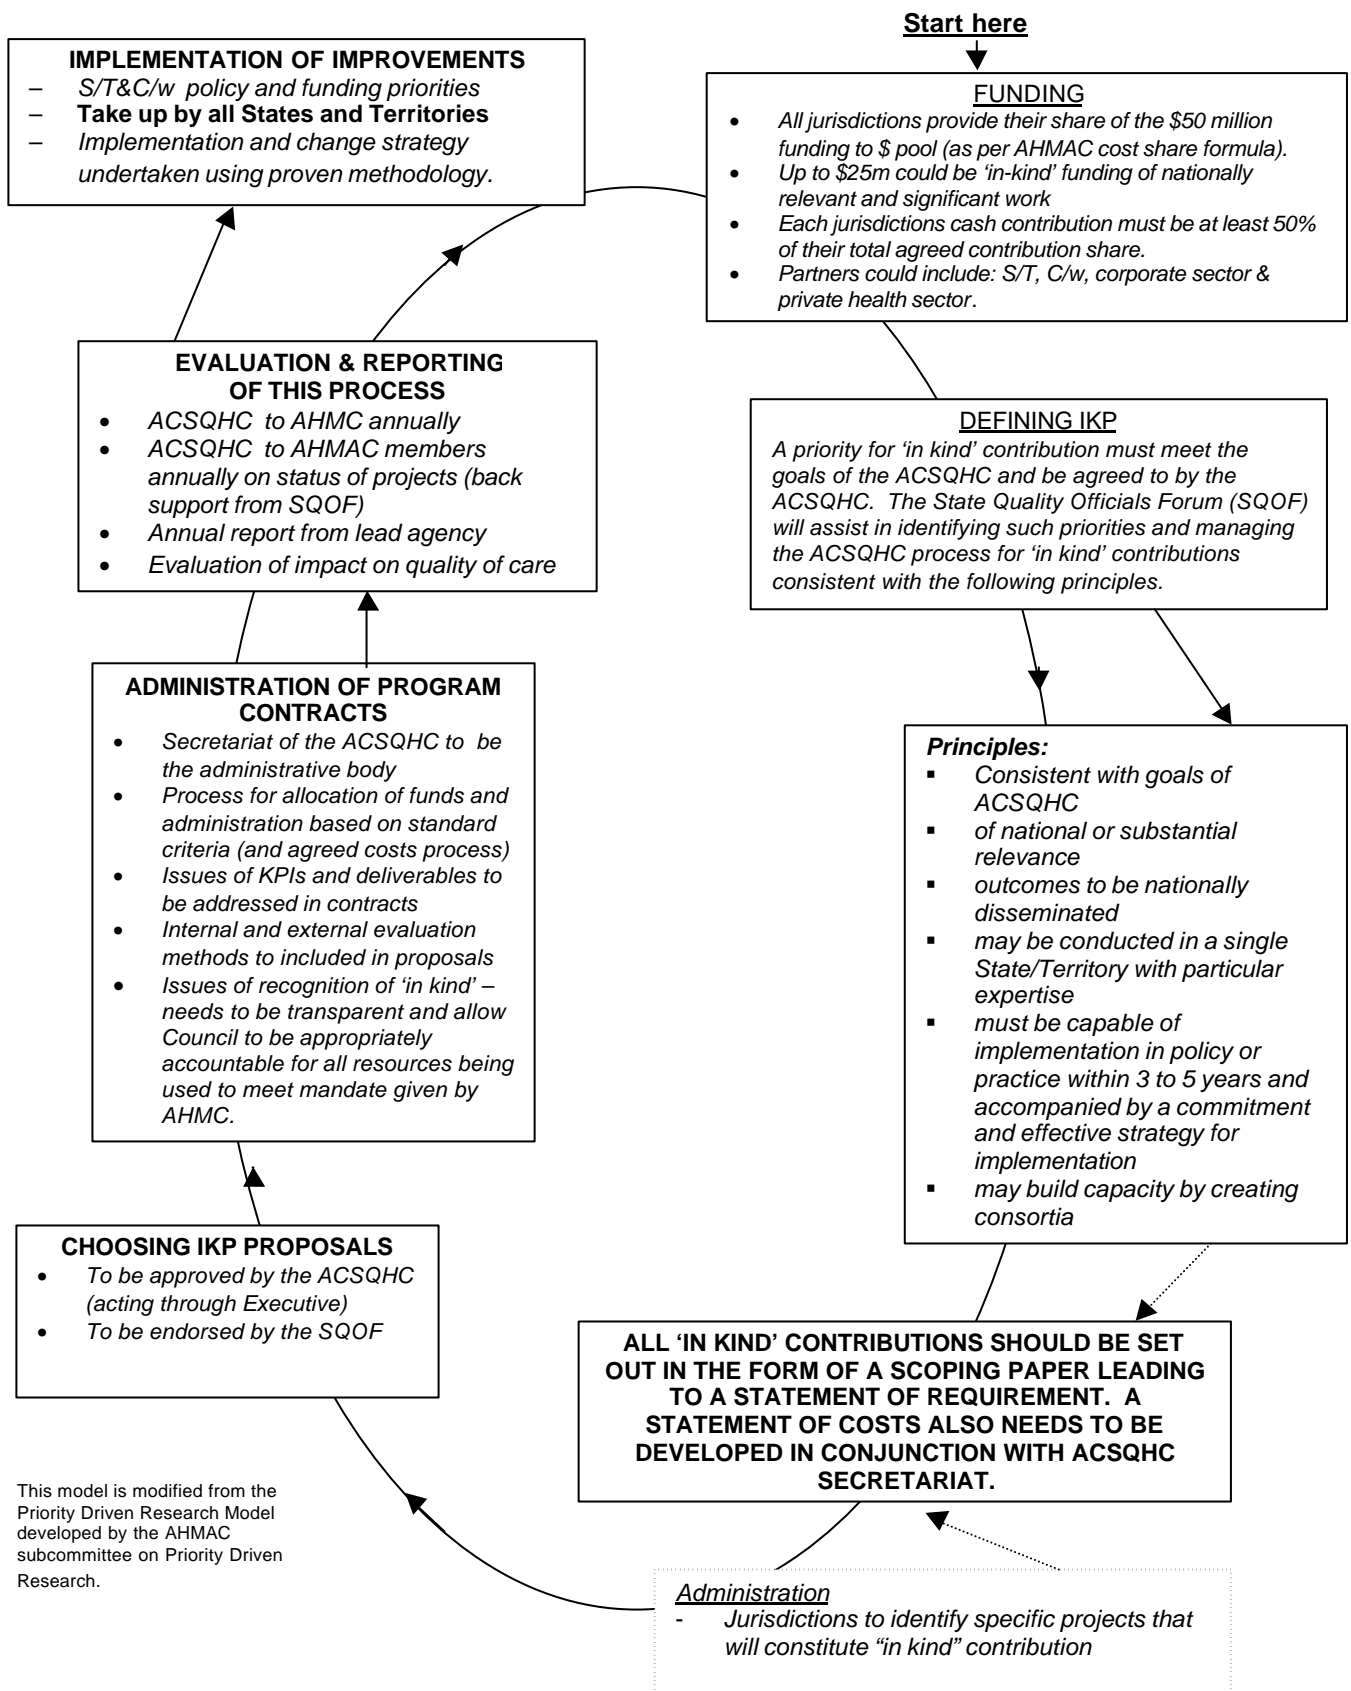 Start here
FUNDING
• All jurisdictions provide their share of the $50 million
funding to $ pool (as per AHMAC cost share formula).
• Up to $25m could be ‘in-kind’ funding of nationally
relevant and significant work
• Each jurisdictions cash contribution must be at least 50%
of their total agreed contribution share.
• Partners could include: S/T, C/w, corporate sector &
private health sector.
DEFINING IKP
A priority for ‘in kind’ contribution must meet the
goals of the ACSQHC and be agreed to by the
ACSQHC. The State Quality Officials Forum (SQOF)
will assist in identifying such priorities and managing
the ACSQHC process for ‘in kind’ contributions
consistent with the following principles.
Principles:
▪ Consistent with goals of
ACSQHC
▪ of national or substantial
relevance
▪ outcomes to be nationally
disseminated
▪ may be conducted in a single
State/Territory with particular
expertise
▪ must be capable of
implementation in policy or
practice within 3 to 5 years and
accompanied by a commitment
and effective strategy for
implementation
▪ may build capacity by creating
consortia
ALL ‘IN KIND’ CONTRIBUTIONS SHOULD BE SET
OUT IN THE FORM OF A SCOPING PAPER LEADING
TO A STATEMENT OF REQUIREMENT. A
STATEMENT OF COSTS ALSO NEEDS TO BE
DEVELOPED IN CONJUNCTION WITH ACSQHC
SECRETARIAT.
Administration
- Jurisdictions to identify specific projects that
will constitute “in kind” contribution
CHOOSING IKP PROPOSALS
• To be approved by the ACSQHC
(acting through Executive)
• To be endorsed by the SQOF
ADMINISTRATION OF PROGRAM
CONTRACTS
• Secretariat of the ACSQHC to be
the administrative body
• Process for allocation of funds and
administration based on standard
criteria (and agreed costs process)
• Issues of KPIs and deliverables to
be addressed in contracts
• Internal and external evaluation
methods to included in proposals
• Issues of recognition of ‘in kind’ –
needs to be transparent and allow
Council to be appropriately
accountable for all resources being
used to meet mandate given by
AHMC.
EVALUATION & REPORTING
OF THIS PROCESS
• ACSQHC to AHMC annually
• ACSQHC to AHMAC members
annually on status of projects (back
support from SQOF)
• Annual report from lead agency
• Evaluation of impact on quality of care
IMPLEMENTATION OF IMPROVEMENTS
– S/T&C/w policy and funding priorities
– Take up by all States and Territories
– Implementation and change strategy
undertaken using proven methodology.
This model is modified from the
Priority Driven Research Model
developed by the AHMAC
subcommittee on Priority Driven
Research.